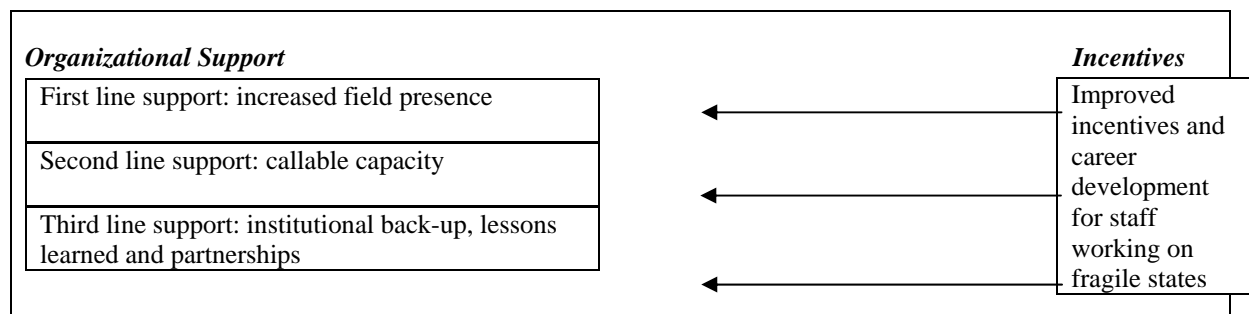 Organizational Support
First line support: increased field presence
Second line support: callable capacity
Third line support: institutional back-up, lessons
learned and partnerships
Incentives
Improved
incentives and
career
development
for staff
working on
fragile states